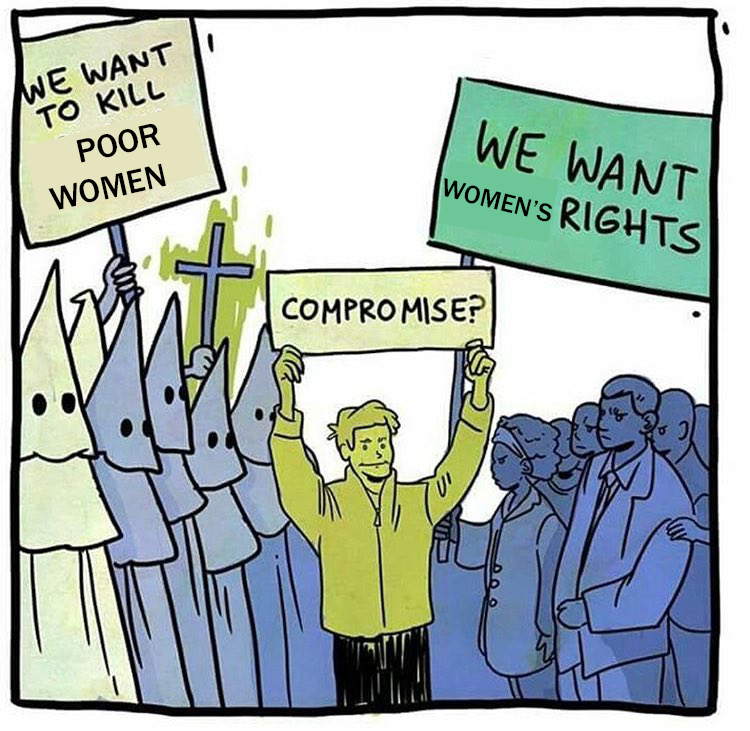 WE WANT
TO KILL
POOR
WOMEN
COMPROMISE?
WE WANT
WOMEN'S RIGHTS